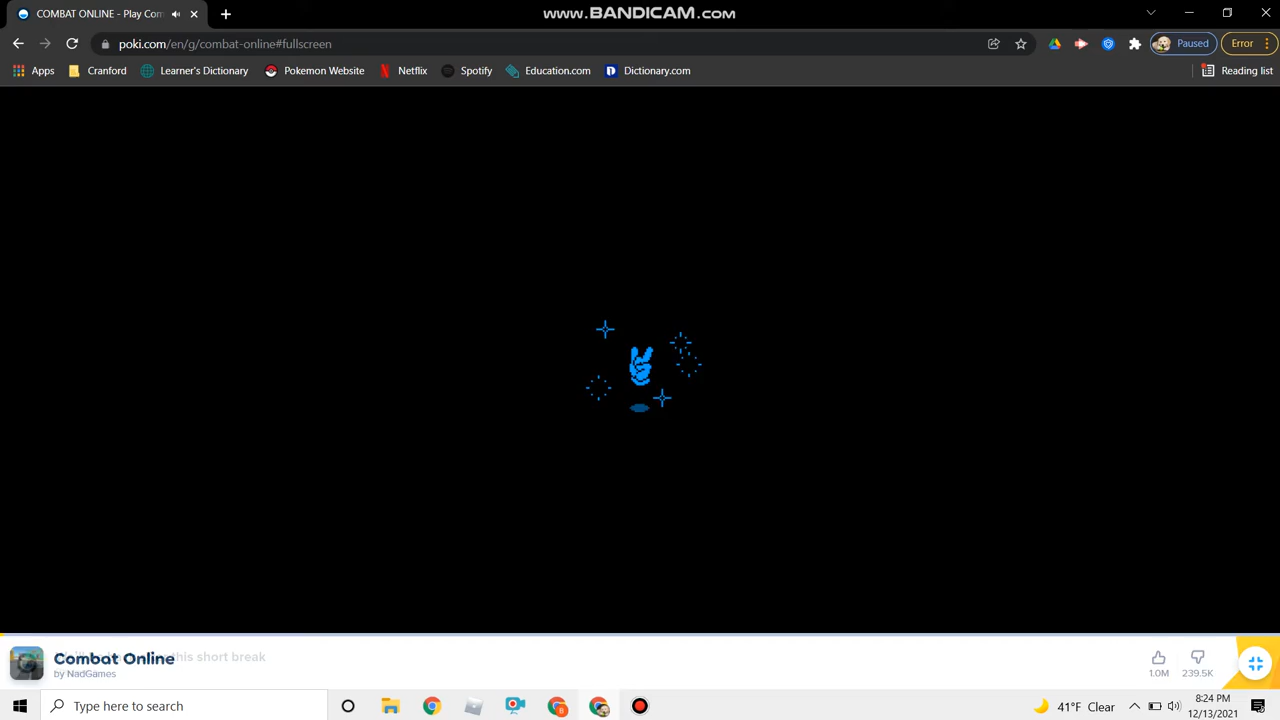 www.BANDICAM.com
COMBAT ONLINE - Play Com
poki.com/en/g/combat-online#fullscreen
Paused
Error
Apps
Cranford
Learner's Dictionary
Pokemon Website
Netflix
Spotify
Education.com
Dictionary.com
Reading list
Combat Online
this short break
by NadGames
1.0M
239.5K
Type here to search
41°F Clear
8:24 PM
12/13/2021